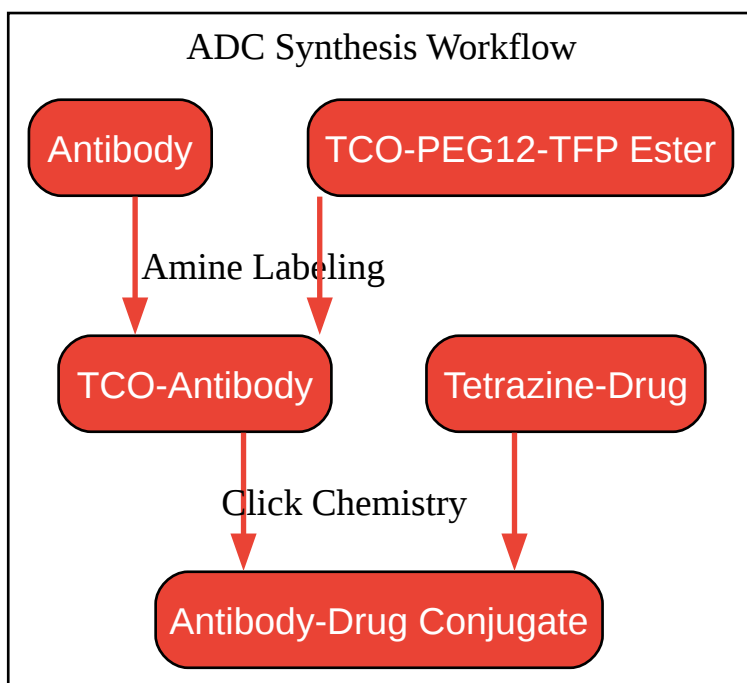 ADC Synthesis Workflow
Antibody
TCO-PEG12-TFP Ester
Amine Labeling
TCO-Antibody
Tetrazine-Drug
Click Chemistry
Antibody-Drug Conjugate